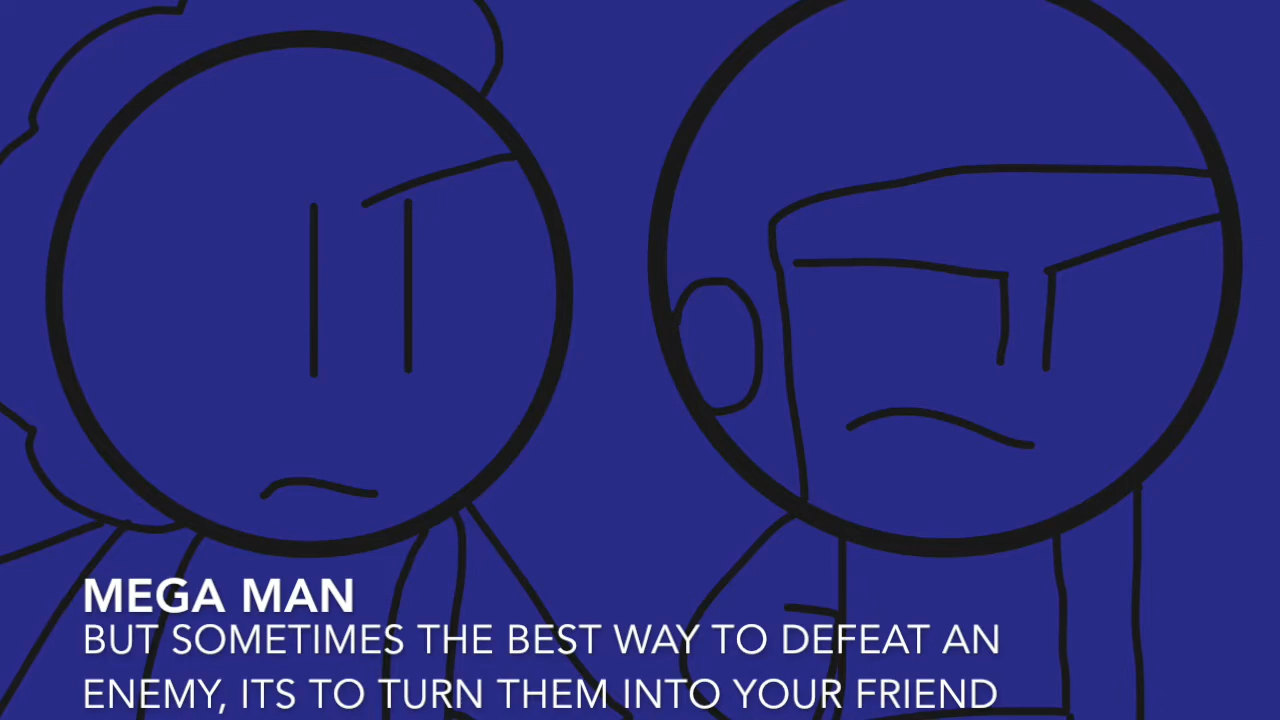 MEGA MAN
BUT SOMETIMES THE BEST WAY TO DEFEAT AN
ENEMY, ITS TO TURN THEM INTO YOUR FRIEND